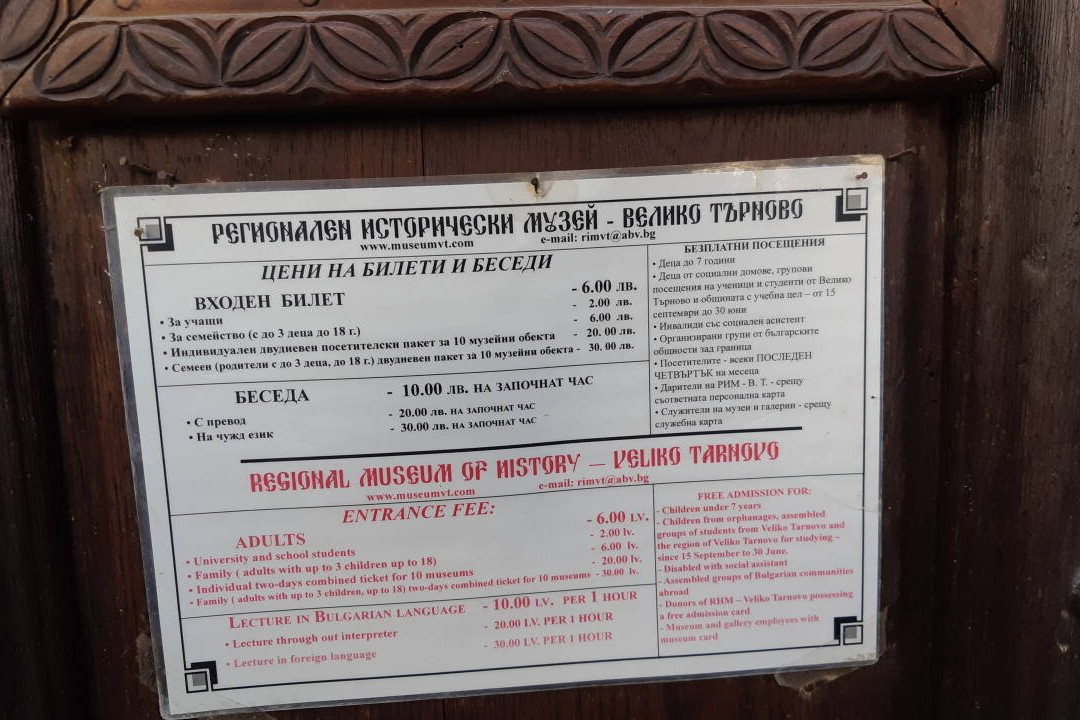 РЕГИОНАЛЕН ИСТОРИЧЕСКИ МУЗЕЙ - ВЕЛИКО ТЪРНОВО
www.museumvt.com e-mail: rimvt@abv.bg
ЦЕНИ НА БИЛЕТИ И БЕСЕДИ
ВХОДЕН БИЛЕТ - 6.00 ЛВ.
• За учащи - 2.00 лв.
• За семейство (с до 3 деца до 18 г.) - 6.00 лв.
• Индивидуален двудневен посетителски пакет за 10 музейни обекта - 20. 00 лв.
• Семеен (родители с до 3 деца, до 18 г.) двудневен пакет за 10 музейни обекта - 30. 00 лв.
БЕСЕДА - 10.00 ЛВ. НА ЗАПОЧНАТ ЧАС
• С превод - 20.00 лв. НА ЗАПОЧНАТ ЧАС
• На чужд език - 30.00 лв. НА ЗАПОЧНАТ ЧАС
БЕЗПЛАТНИ ПОСЕЩЕНИЯ
• Деца до 7 години
• Деца от социални домове, групови
посещения на ученици и студенти от Велико
Търново и общината с учебна цел – от 15
септември до 30 юни
• Инвалиди със социален асистент
• Организирани групи от българските
общности зад граница
• Посетителите - всеки ПОСЛЕДЕН
ЧЕТВЪРТЪК на месеца
• Дарители на РИМ - В. Т. - срещу
съответната персонална карта
• Служители на музеи и галерии - срещу
служебна карта
REGIONAL MUSEUM OF HISTORY — VELIKO TARNOVO
www.museumvt.com e-mail: rimvt@abv.bg
ENTRANCE FEE:
ADULTS - 6.00 LV.
• University and school students - 2.00 lv.
• Family ( adults with up to 3 children up to 18) - 6.00 lv.
• Individual two-days combined ticket for 10 museums - 20.00 lv.
• Family ( adults with up to 3 children, up to 18) two-days combined ticket for 10 museums - 30.00 lv.
LECTURE IN BULGARIAN LANGUAGE - 10.00 LV. PER 1 HOUR
• Lecture through out interpreter - 20.00 LV. PER 1 HOUR
• Lecture in foreign language - 30.00 LV. PER 1 HOUR
FREE ADMISSION FOR:
- Children under 7 years
- Children from orphanages, assembled
groups of students from Veliko Tarnovo and
the region of Veliko Tarnovo for studying –
since 15 September to 30 June.
- Disabled with social assistant
- Assembled groups of Bulgarian communities
abroad
- Donors of RHM – Veliko Tarnovo possessing
a free admission card
- Museum and gallery employees with
museum card